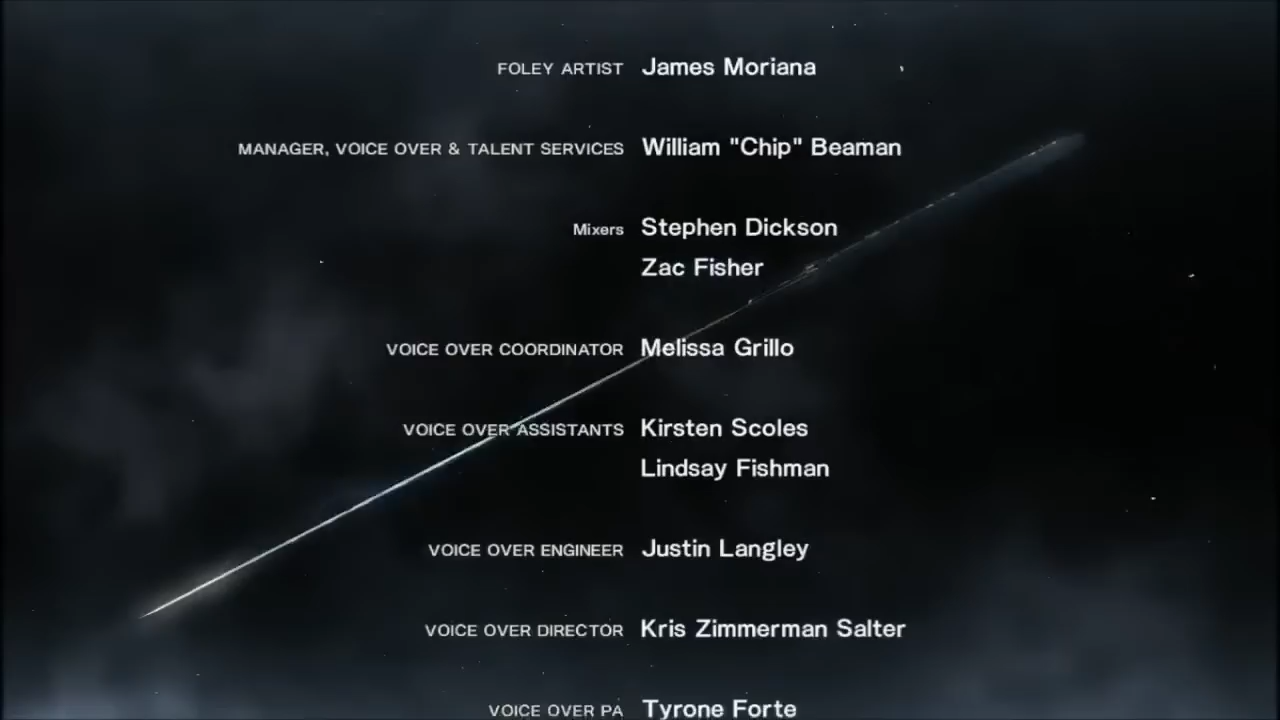 FOLEY ARTIST James Moriana
MANAGER, VOICE OVER & TALENT SERVICES William "Chip" Beaman
Mixers Stephen Dickson
Zac Fisher
VOICE OVER COORDINATOR Melissa Grillo
VOICE OVER ASSISTANTS Kirsten Scoles
Lindsay Fishman
VOICE OVER ENGINEER Justin Langley
VOICE OVER DIRECTOR Kris Zimmerman Salter
VOICE OVER PA Tyrone Forte